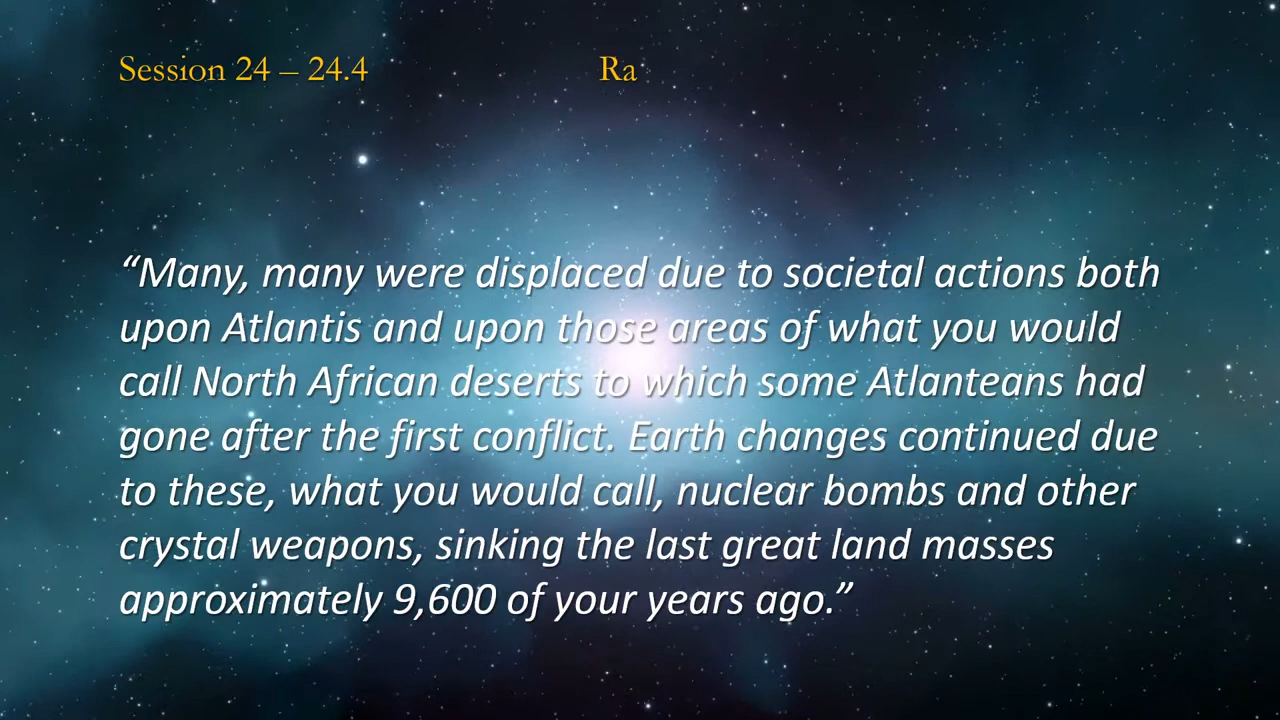 Session 24 – 24.4 Ra
“Many, many were displaced due to societal actions both
upon Atlantis and upon those areas of what you would
call North African deserts to which some Atlanteans had
gone after the first conflict. Earth changes continued due
to these, what you would call, nuclear bombs and other
crystal weapons, sinking the last great land masses
approximately 9,600 of your years ago.”